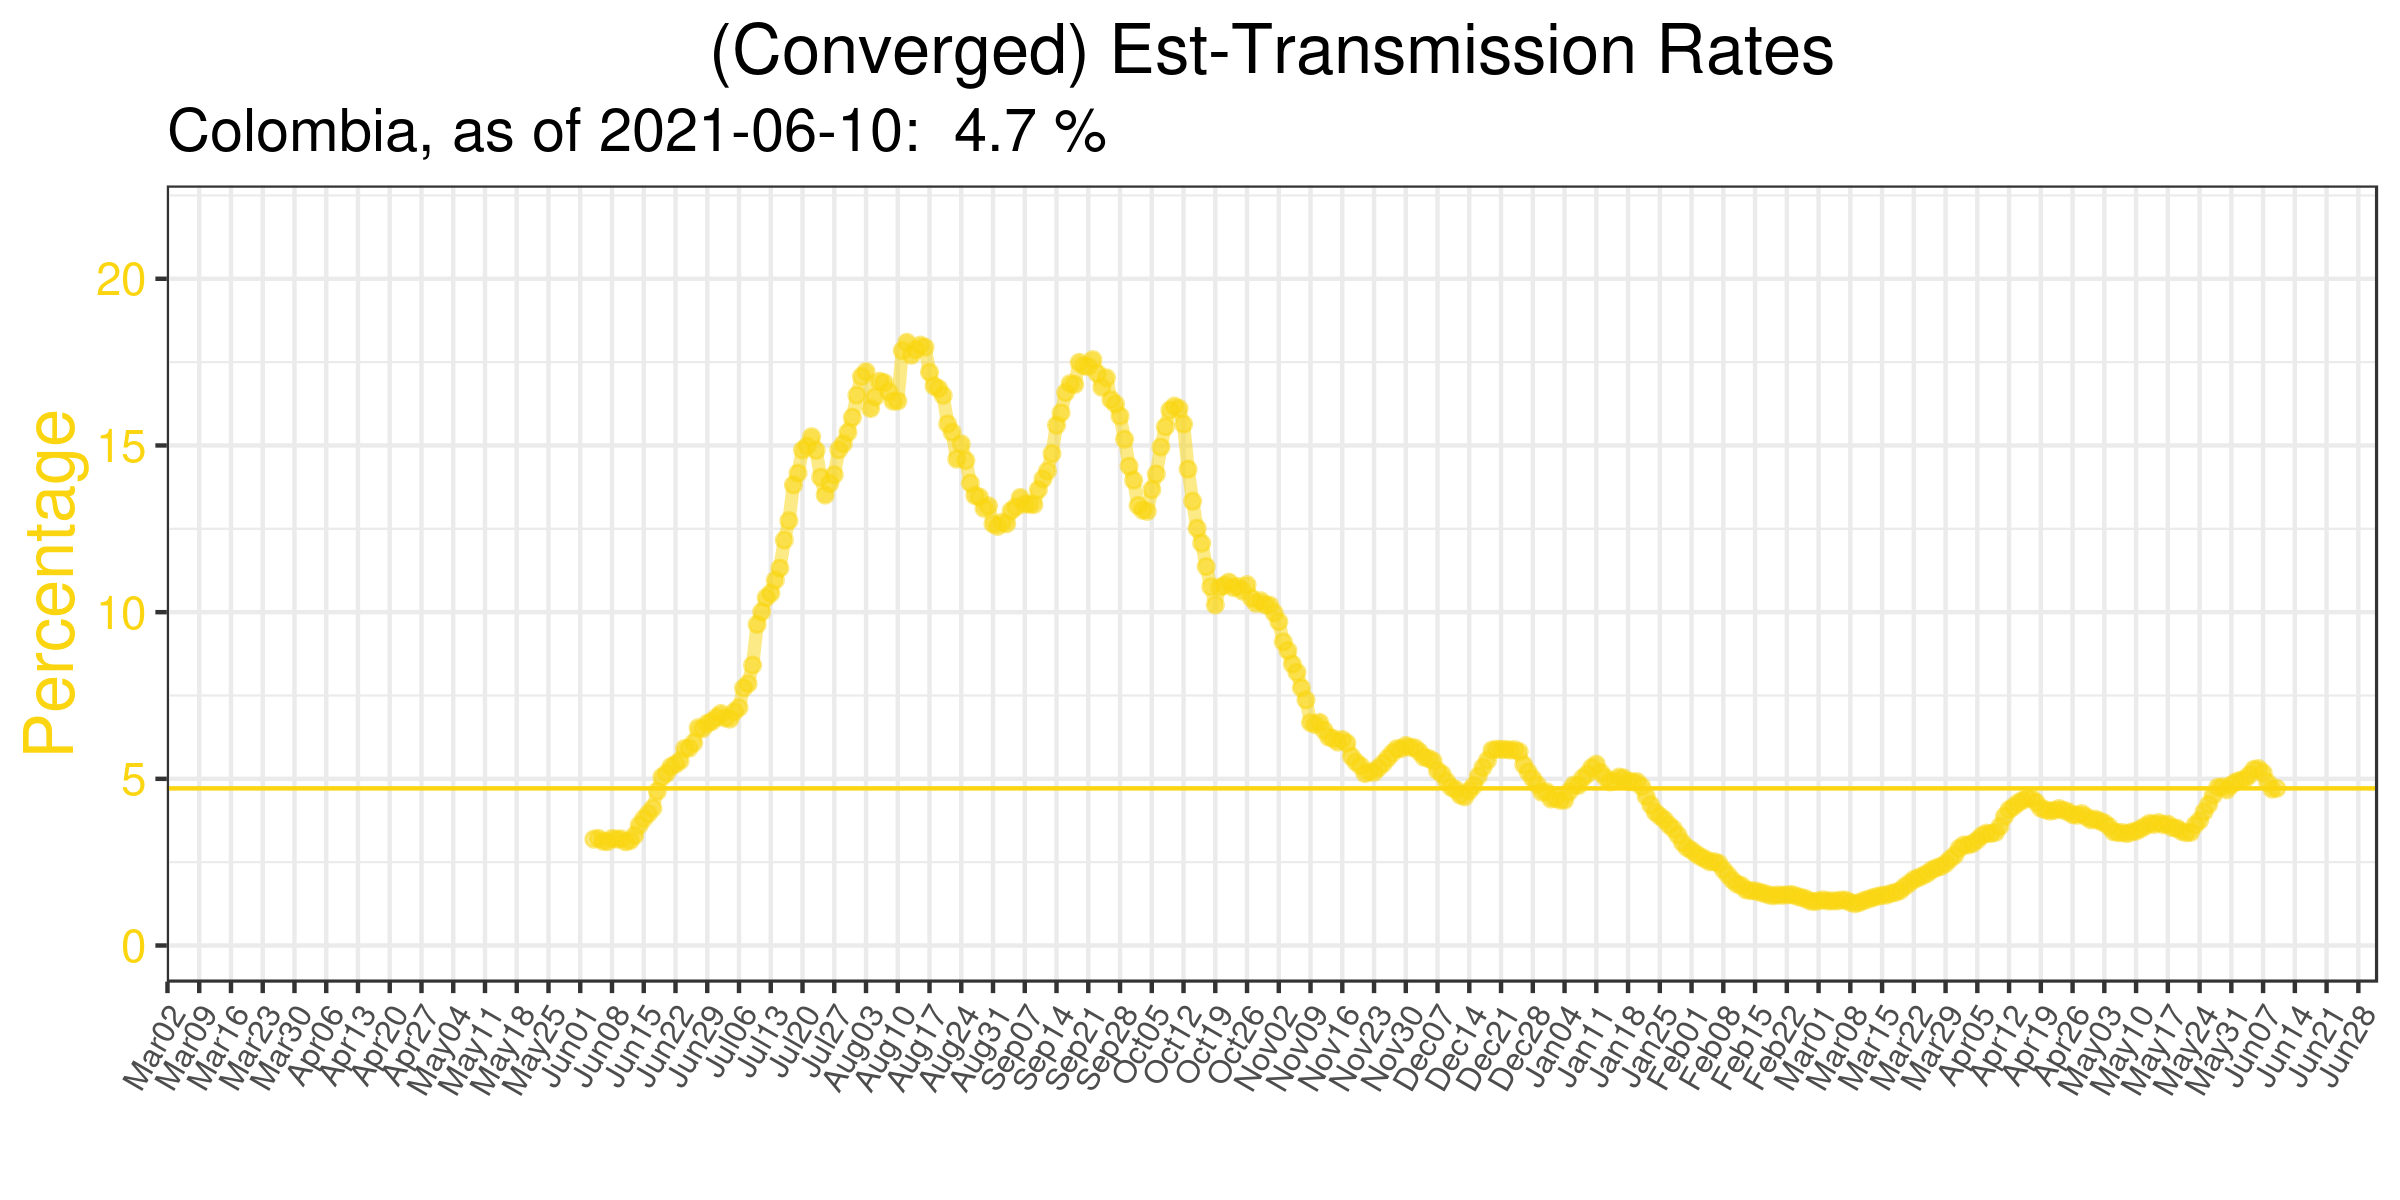 (Converged) Est-Transmission Rates
Colombia, as of 2021-06-10:  4.7 %
Percentage
20
15
10
5
0
Mar02
Mar09
Mar16
Mar23
Mar30
Apr06
Apr13
Apr20
Apr27
May04
May11
May18
May25
Jun01
Jun08
Jun15
Jun22
Jun29
Jul06
Jul13
Jul20
Jul27
Aug03
Aug10
Aug17
Aug24
Aug31
Sep07
Sep14
Sep21
Sep28
Oct05
Oct12
Oct19
Oct26
Nov02
Nov09
Nov16
Nov23
Nov30
Dec07
Dec14
Dec21
Dec28
Jan04
Jan11
Jan18
Jan25
Feb01
Feb08
Feb15
Feb22
Mar01
Mar08
Mar15
Mar22
Mar29
Apr05
Apr12
Apr19
Apr26
May03
May10
May17
May24
May31
Jun07
Jun14
Jun21
Jun28